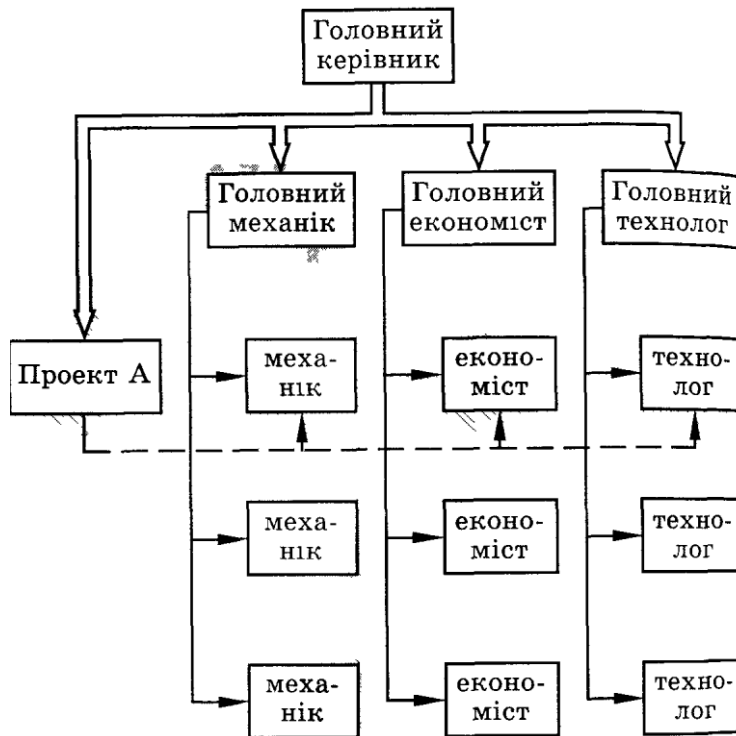 Головний
керівник
Головний
механік
Головний
економіст
Головний
технолог
Проект А
меха-
нік
еконо-
міст
техно-
лог
меха-
нік
еконо-
міст
техно-
лог
меха-
нік
еконо-
міст
техно-
лог